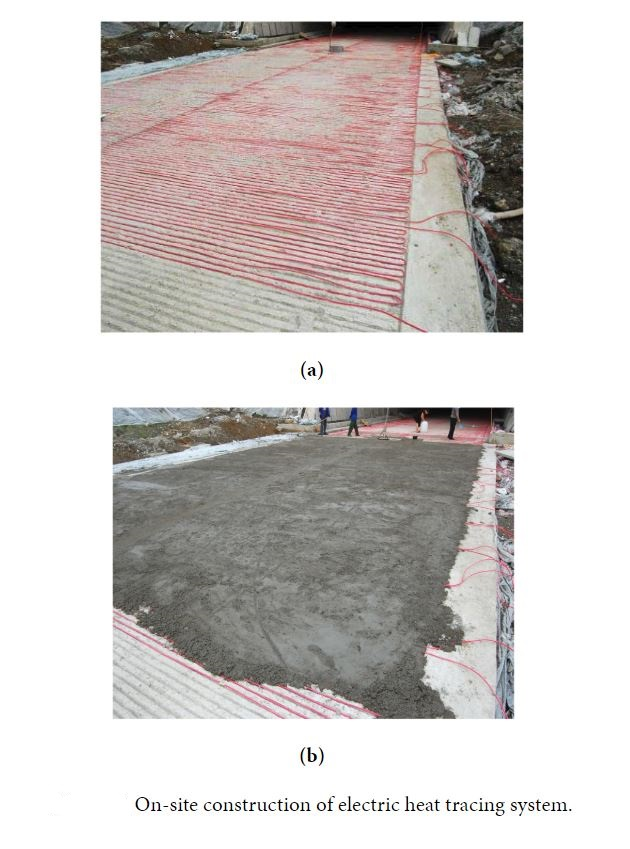 (a)
(b)
On-site construction of electric heat tracing system.